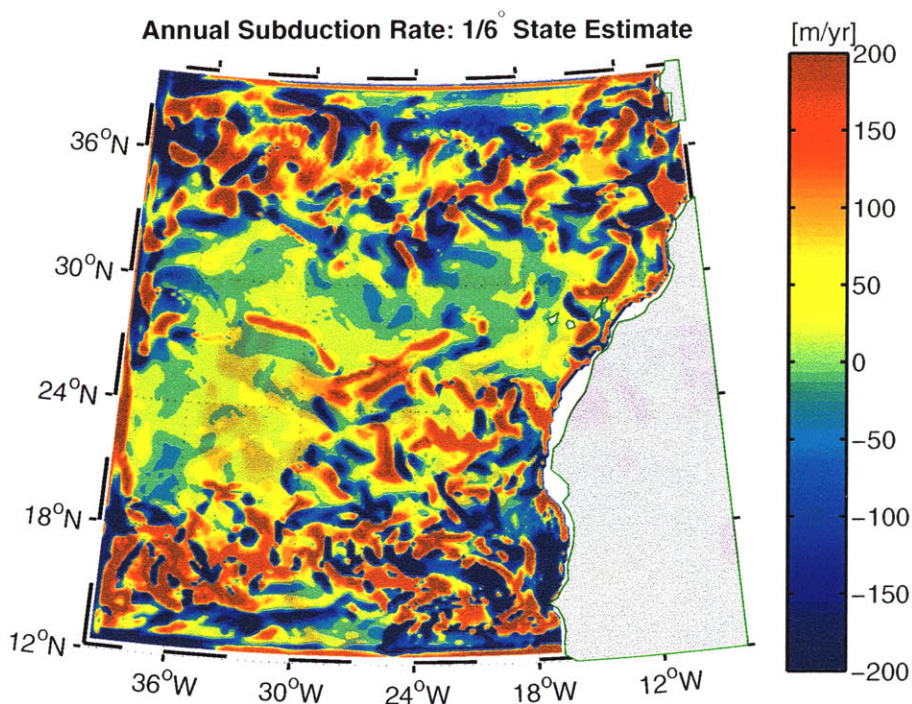 Annual Subduction Rate: 1/6° State Estimate
[m/yr]
200
150
100
50
0
−50
−100
−150
−200
36°N
30°N
24°N
18°N
12°N
36°W
30°W
24°W
18°W
12°W